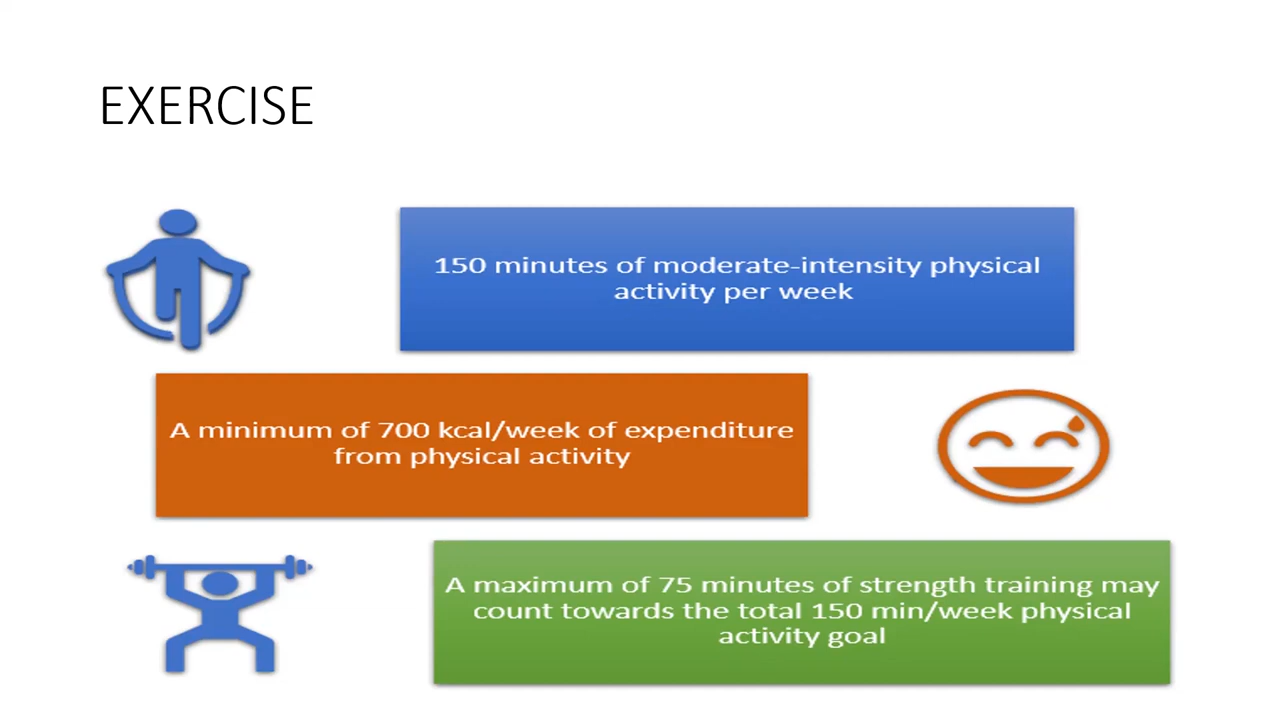 EXERCISE
150 minutes of moderate-intensity physical
activity per week
A minimum of 700 kcal/week of expenditure
from physical activity
A maximum of 75 minutes of strength training may
count towards the total 150 min/week physical
activity goal